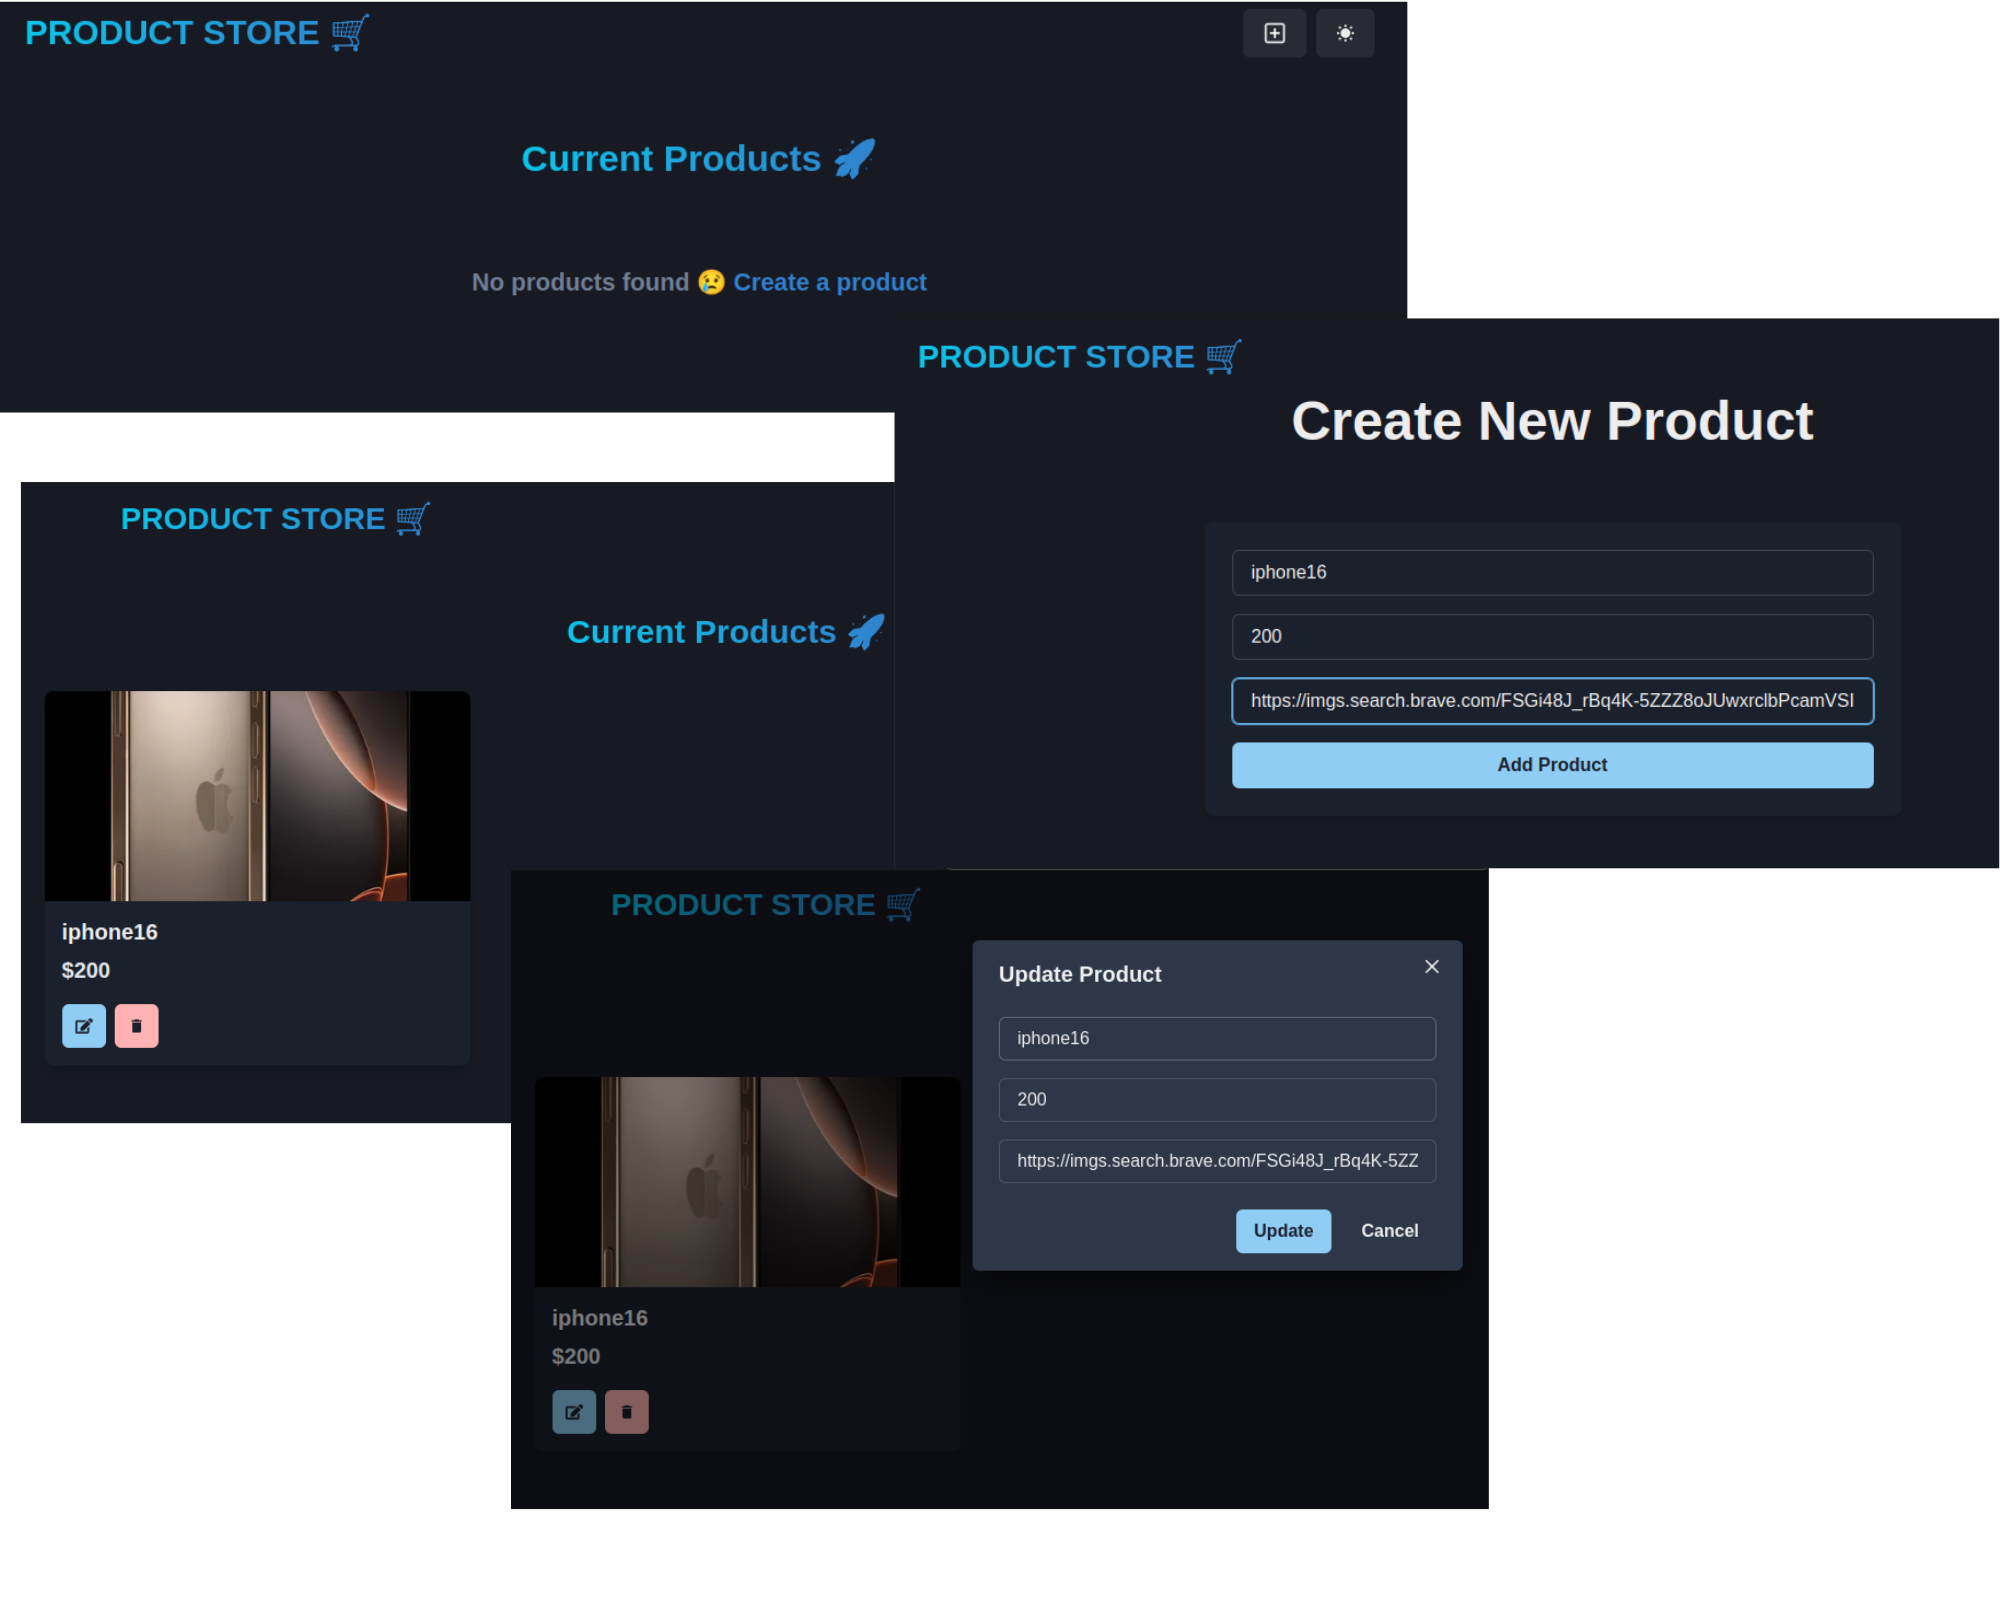 PRODUCT STORE 🛒
Current Products 🚀
No products found 😢 Create a product
PRODUCT STORE 🛒
Create New Product
iphone16
200
https://imgs.search.brave.com/FSGi48J_rBq4K-5ZZZ8oJUwxrclbPcamVSI
Add Product
PRODUCT STORE 🛒
Current Products 🚀
iphone16
$200
PRODUCT STORE 🛒
Update Product
iphone16
200
https://imgs.search.brave.com/FSGi48J_rBq4K-5ZZ
Update Cancel
iphone16
$200